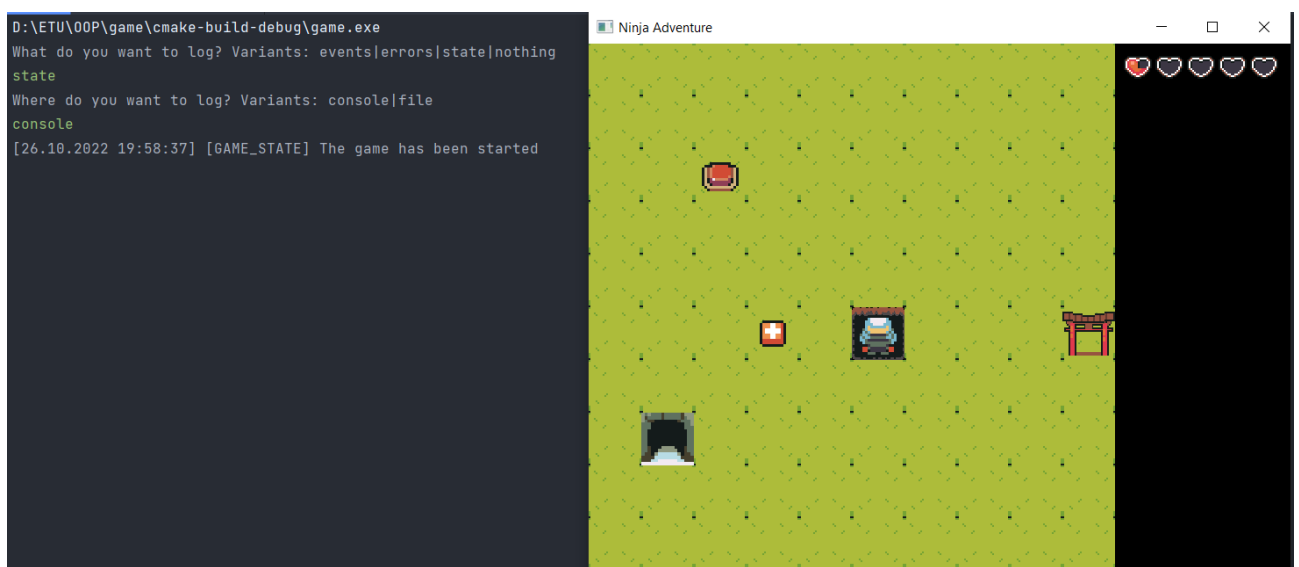 D:\ETU\OOP\game\cmake-build-debug\game.exe
What do you want to log? Variants: events|errors|state|nothing
state
Where do you want to log? Variants: console|file
console
[26.10.2022 19:58:37] [GAME_STATE] The game has been started
Ninja Adventure